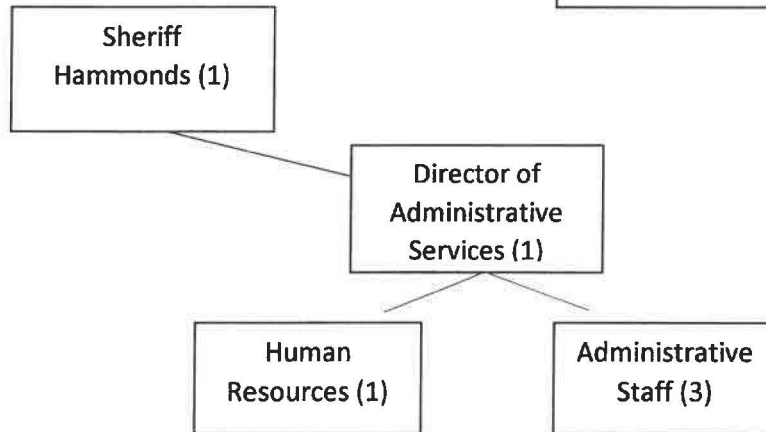 Sheriff
Hammonds (1)
Director of
Administrative
Services (1)
Human
Resources (1)
Administrative
Staff (3)